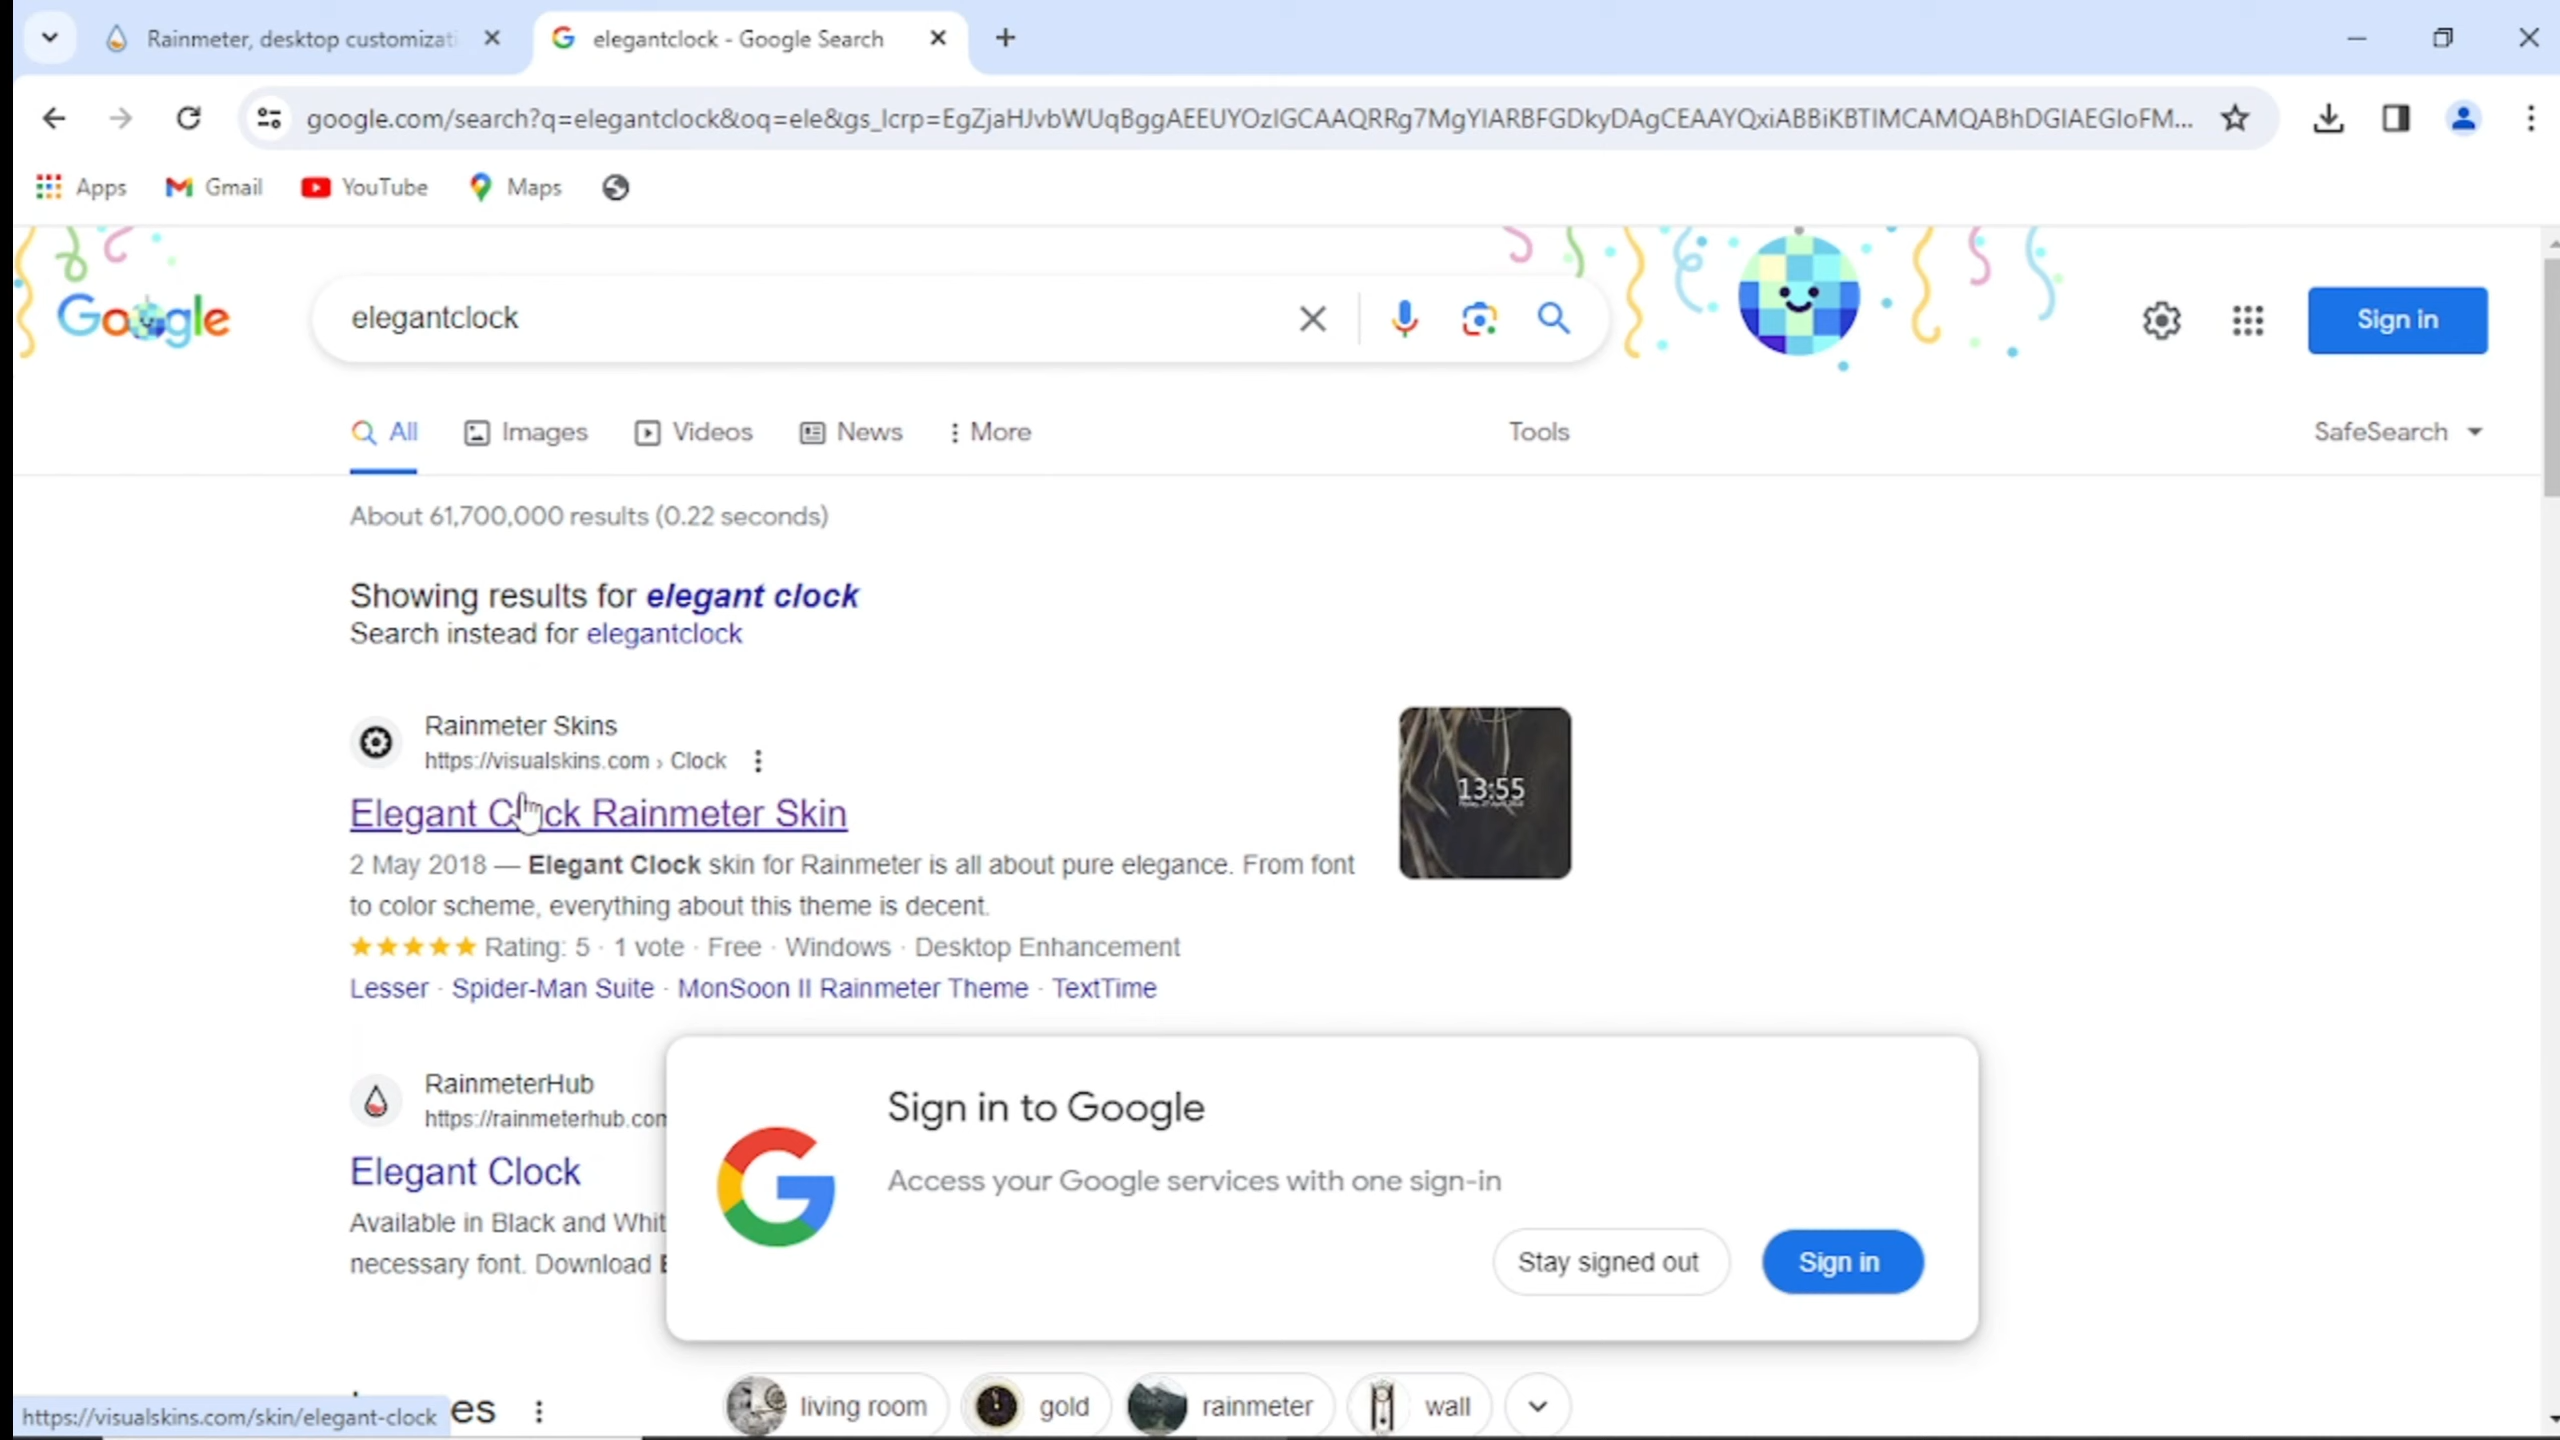 Rainmeter, desktop customizati
elegantclock - Google Search
google.com/search?q=elegantclock&oq=ele&gs_lcrp=EgZjaHJvbWUqBggAEEUYOzIGCAAQRRg7MgYIARBFGDkyDAgCEAAYQxiABBiKBTIMCAMQABhDGIAEGIoFM...
Apps
Gmail
YouTube
Maps
Google
elegantclock
Sign in
All
Images
Videos
News
More
Tools
SafeSearch
About 61,700,000 results (0.22 seconds)
Showing results for elegant clock
Search instead for elegantclock
Rainmeter Skins
https://visualskins.com › Clock
Elegant Clock Rainmeter Skin
2 May 2018 — Elegant Clock skin for Rainmeter is all about pure elegance. From font
to color scheme, everything about this theme is decent.
Rating: 5 · 1 vote · Free · Windows · Desktop Enhancement
Lesser · Spider-Man Suite · MonSoon II Rainmeter Theme · TextTime
13:55
RainmeterHub
https://rainmeterhub.com
Elegant Clock
Available in Black and Whit
necessary font. Download E
Sign in to Google
Access your Google services with one sign-in
Stay signed out
Sign in
living room
gold
rainmeter
wall
https://visualskins.com/skin/elegant-clock
es